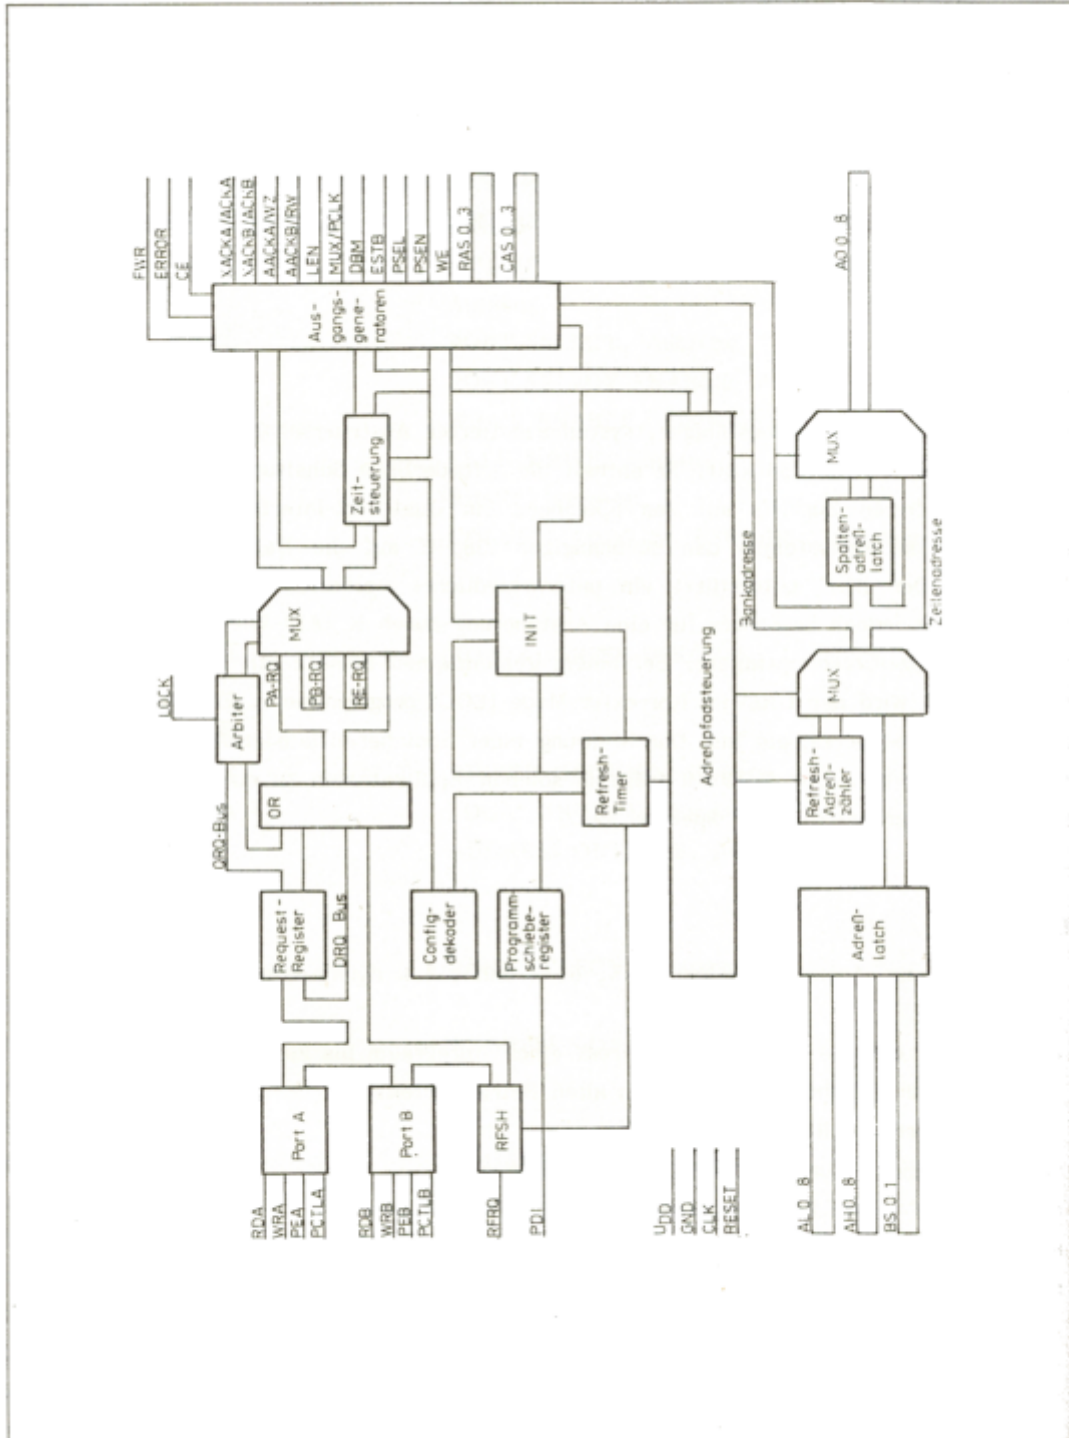 FWR
ERROR
CE
XACKA/ACKA
XACKB/ACKB
AACKA/WZ
AACKB/RW
LEN
MUX/PCLK
DBM
ESTB
PSEL
PSEN
WE
RAS 0..3
CAS 0..3
AO 0..8
Aus-
gangs-
gene-
ratoren
Zeit-
steuerung
LOCK
Arbiter
MUX
PA-RQ
PB-RQ
RE-RQ
OR
QRQ-Bus
Request-
Register
DRQ Bus
Port A
RDA
WRA
PEA
PCTLA
Port B
RDB
WRB
PEB
PCTLB
RFSH
RFRQ
PDI
Config
dekoder
Programm
schiebe-
register
INIT
Refresh-
Timer
Adreßpfadsteuerung
Bankadresse
Zeilenadresse
MUX
Spalten-
adreß-
latch
MUX
Refresh-
Adreß-
zähler
Adreß-
latch
UDD
GND
CLK
RESET
AL 0..8
AH 0..8
BS 0 1